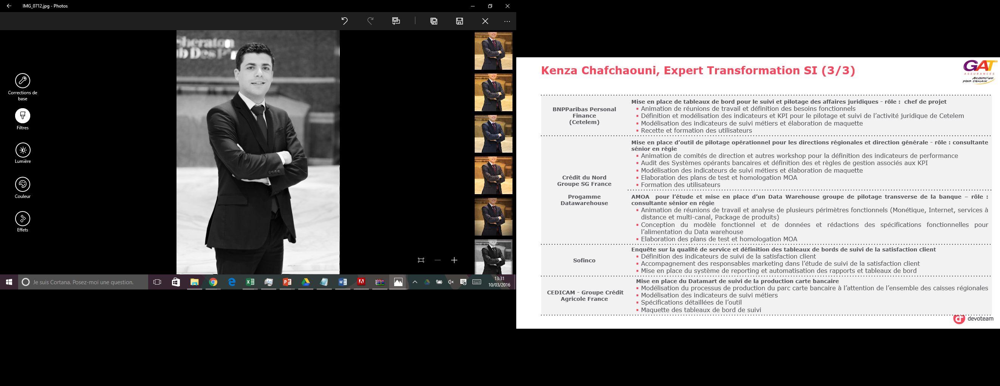 IMG_0712.jpg - Photos
Sheraton
Corrections de
base
Filtres
Lumière
Couleur
Effets
Je suis Cortana. Posez-moi une question.
13:31
10/03/2016
Kenza Chafchaouni, Expert Transformation SI (3/3)
GAT
ASSURANCES
AUJOURD'HUI
POUR DEMAIN
BNPParibas Personal
Finance
(Cetelem)
Mise en place de tableaux de bord pour le suivi et pilotage des affaires juridiques - rôle : chef de projet
Animation de réunions de travail et définition des besoins fonctionnels
Définition et modélisation des indicateurs et KPI pour le pilotage et suivi de l’activité juridique de Cetelem
Modélisation des indicateurs de suivi métiers et élaboration de maquette
Recette et formation des utilisateurs
Crédit du Nord
Groupe SG France
Progamme
Datawarehouse
Mise en place d’outil de pilotage opérationnel pour les directions régionales et direction générale - rôle : consultante
sénior en régie
Animation de comités de direction et autres workshop pour la définition des indicateurs de performance
Audit des Systèmes opérants bancaires et définition des et règles de gestion associés aux KPI
Modélisation des indicateurs de suivi métiers et élaboration de maquette
Elaboration des plans de test et homologation MOA
Formation des utilisateurs
AMOA pour l’étude et mise en place d’un Data Warehouse groupe de pilotage transverse de la banque – rôle :
consultante sénior en régie
Animation de réunions de travail et analyse de plusieurs périmètres fonctionnels (Monétique, Internet, services à
distance et multi-canal, Package de produits)
Conception du modèle fonctionnel et de données et rédactions des spécifications fonctionnelles pour
l’alimentation du Data warehouse
Elaboration des plans de test et homologation MOA
Sofinco
Enquête sur la qualité de service et définition des tableaux de bords de suivi de la satisfaction client
Définition des indicateurs de suivi de la satisfaction client
Accompagnement des responsables marketing dans l’étude de suivi de la satisfaction client
Mise en place du système de reporting et automatisation des rapports et tableaux de bord
CEDICAM - Groupe Crédit
Agricole France
Mise en place du Datamart de suivi de la production carte bancaire
Modélisation du processus de production du parc carte bancaire à l’attention de l’ensemble des caisses régionales
Modélisation des indicateurs de suivi métiers
Spécifications détaillées de l’outil
Maquette des tableaux de bord de suivi
devoteam